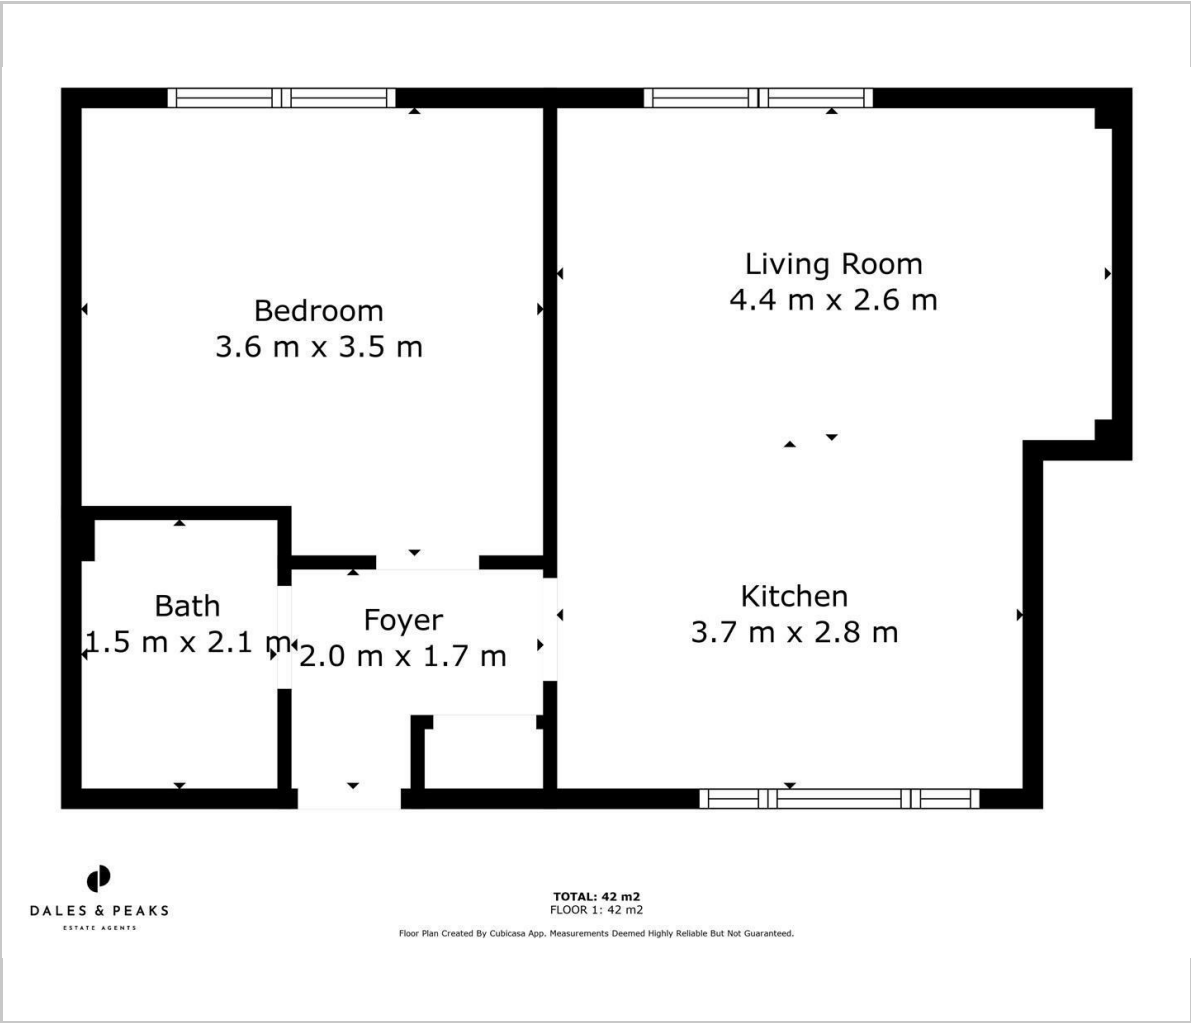 Living Room
4.4 m x 2.6 m
Bedroom
3.6 m x 3.5 m
Kitchen
3.7 m x 2.8 m
Bath
1.5 m x 2.1 m
Foyer
2.0 m x 1.7 m
DALES & PEAKS
ESTATE AGENTS
TOTAL: 42 m2
FLOOR 1: 42 m2
Floor Plan Created By Cubicasa App. Measurements Deemed Highly Reliable But Not Guaranteed.